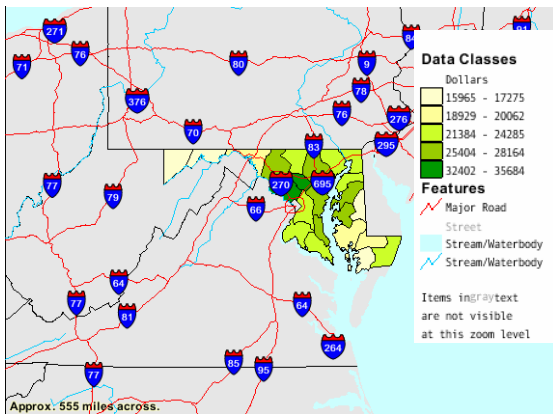 271
76
71
80
84
91
9
376
78
76
276
70
83
295
77
79
270
695
66
64
77
81
64
264
85
95
77
Approx: 555 miles across.
Data Classes
Dollars
15965 - 17275
18929 - 20062
21384 - 24285
25404 - 28164
32402 - 35684
Features
Major Road
Street
Stream/Waterbody
Stream/Waterbody
Items in gray text
are not visible
at this zoom level